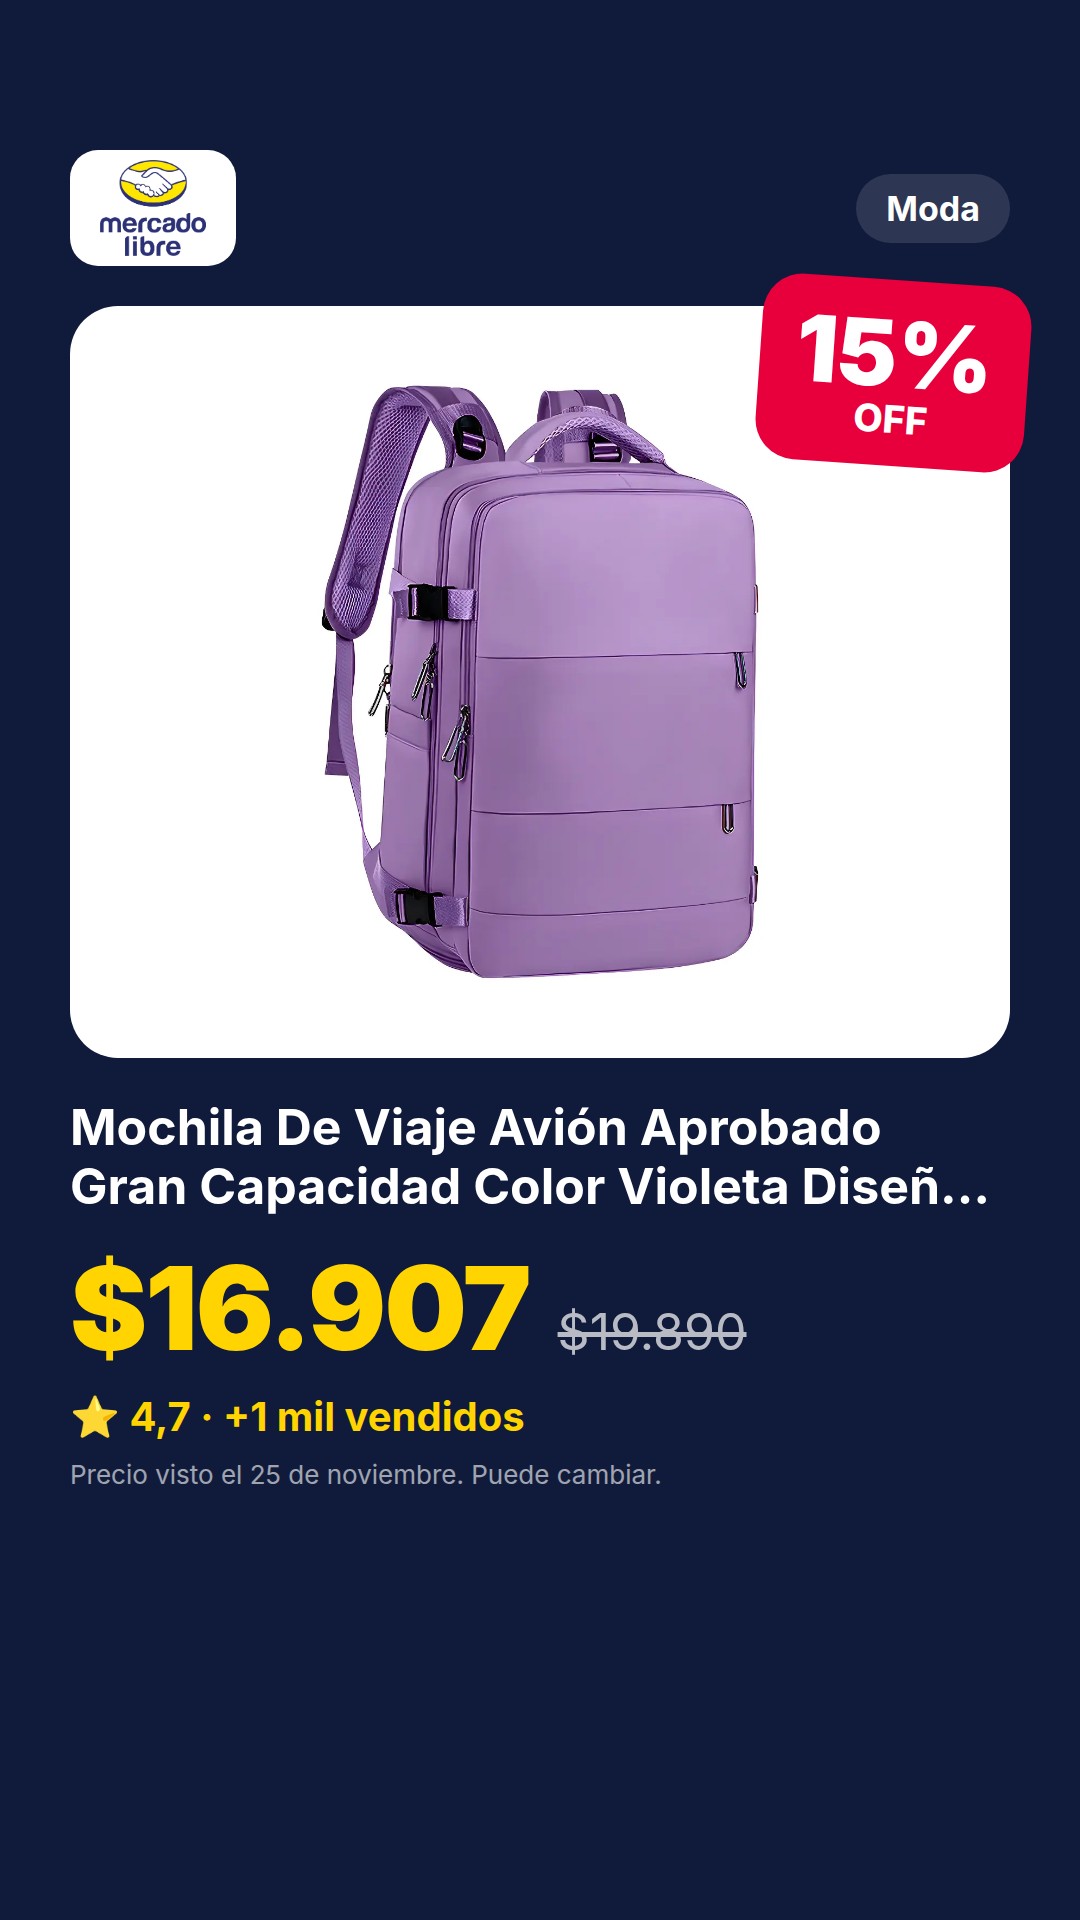 mercado
libre
Moda
15%
OFF
Mochila De Viaje Avión Aprobado
Gran Capacidad Color Violeta Diseñ...
$16.907 $19.890
⭐ 4,7 · +1 mil vendidos
Precio visto el 25 de noviembre. Puede cambiar.